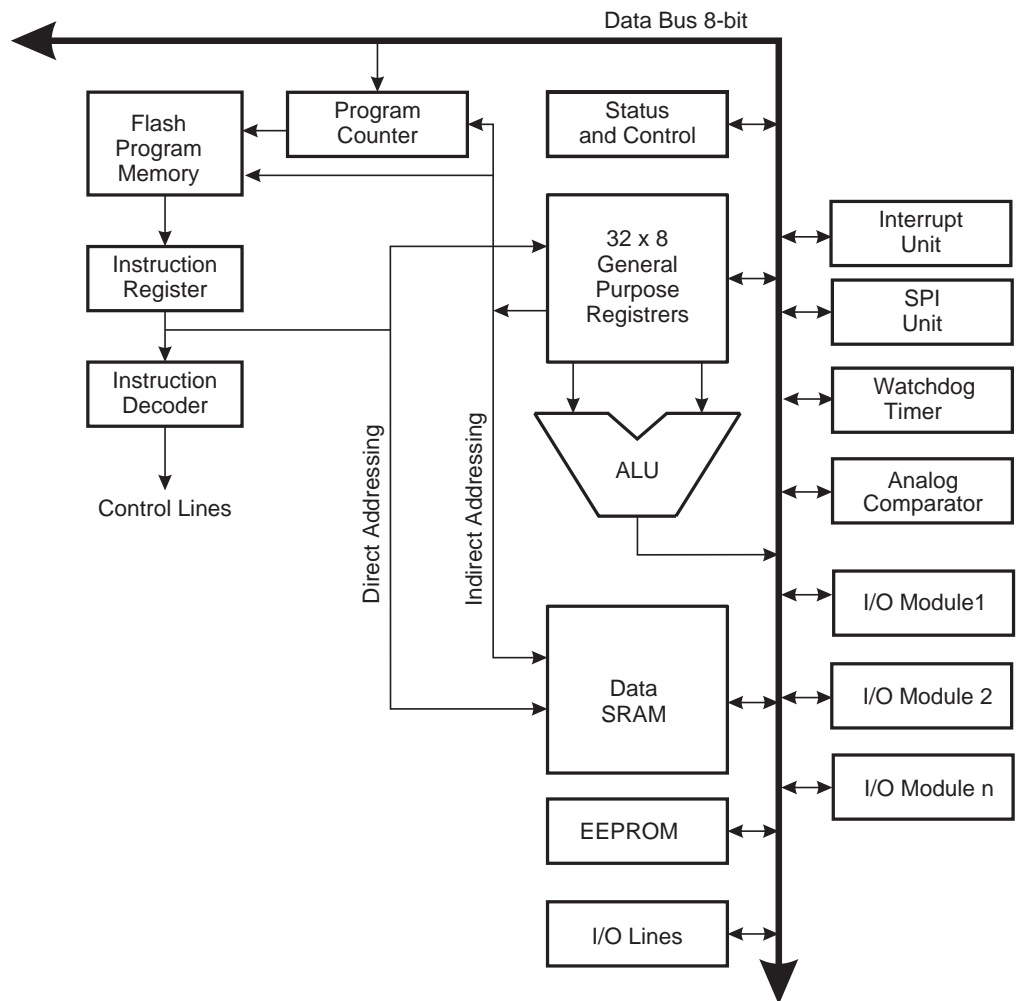 Data Bus 8-bit
Flash
Program
Memory
Program
Counter
Status
and Control
32 x 8
General
Purpose
Registrers
Interrupt
Unit
Instruction
Register
SPI
Unit
Instruction
Decoder
Watchdog
Timer
Control Lines
Direct Addressing
Indirect Addressing
ALU
Analog
Comparator
I/O Module1
Data
SRAM
I/O Module 2
I/O Module n
EEPROM
I/O Lines